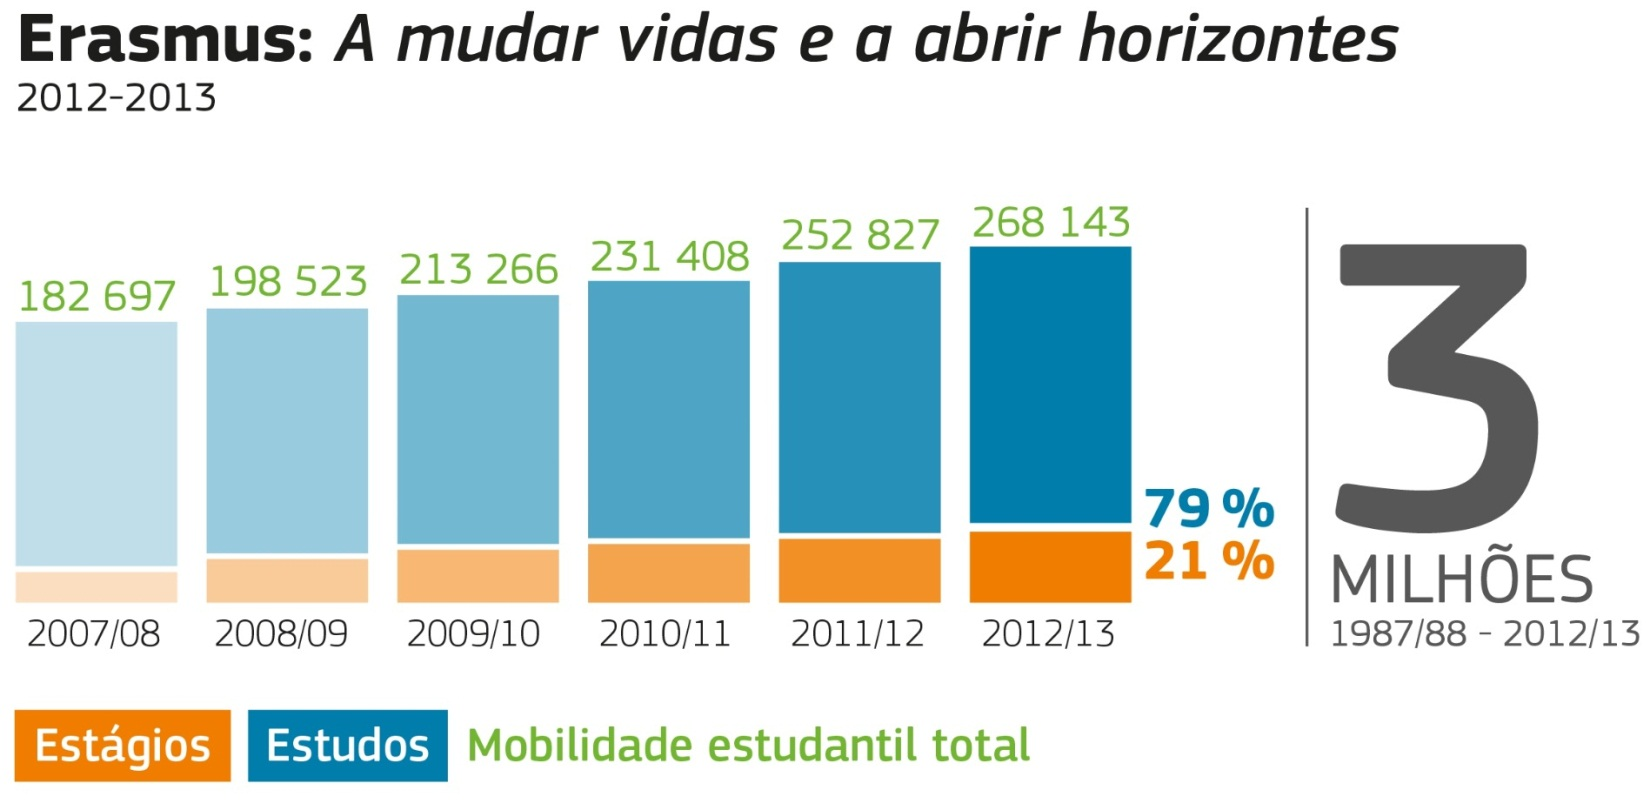 Erasmus: A mudar vidas e a abrir horizontes
2012-2013
182 697
198 523
213 266
231 408
252 827
268 143
79 %
21 %
2007/08
2008/09
2009/10
2010/11
2011/12
2012/13
3
MILHÕES
1987/88 - 2012/13
Estágios
Estudos
Mobilidade estudantil total